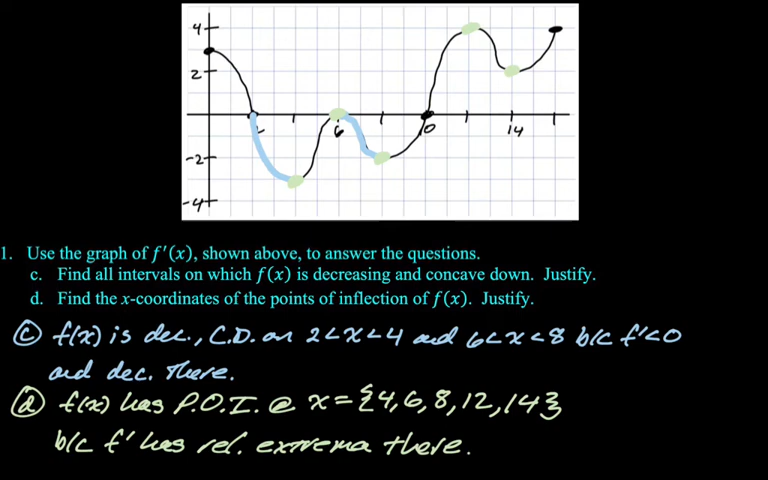 4
2
2
6
10
14
-2
-4
1. Use the graph of f′(x), shown above, to answer the questions.
c. Find all intervals on which f(x) is decreasing and concave down. Justify.
d. Find the x-coordinates of the points of inflection of f(x). Justify.
ⓒ f(x) is dec., C.D. on 2<x<4 and 6<x<8 b/c f'<0
and dec. there.
ⓓ f(x) has P.O.I. @ x={4,6,8,12,14}
b/c f' has rel. extrema there.